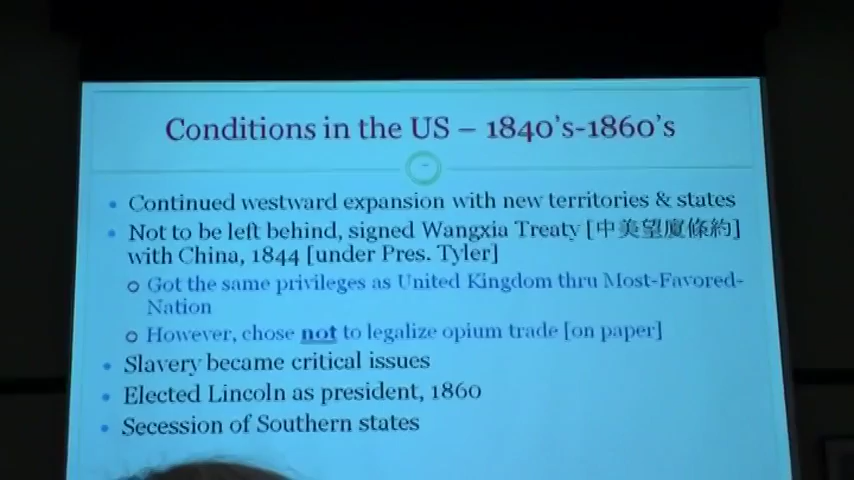 Conditions in the US – 1840's-1860's
• Continued westward expansion with new territories & states
• Not to be left behind, signed Wangxia Treaty [中美望廈條約]
with China, 1844 [under Pres. Tyler]
o Got the same privileges as United Kingdom thru Most-Favored-
Nation
o However, chose not to legalize opium trade [on paper]
• Slavery became critical issues
• Elected Lincoln as president, 1860
• Secession of Southern states